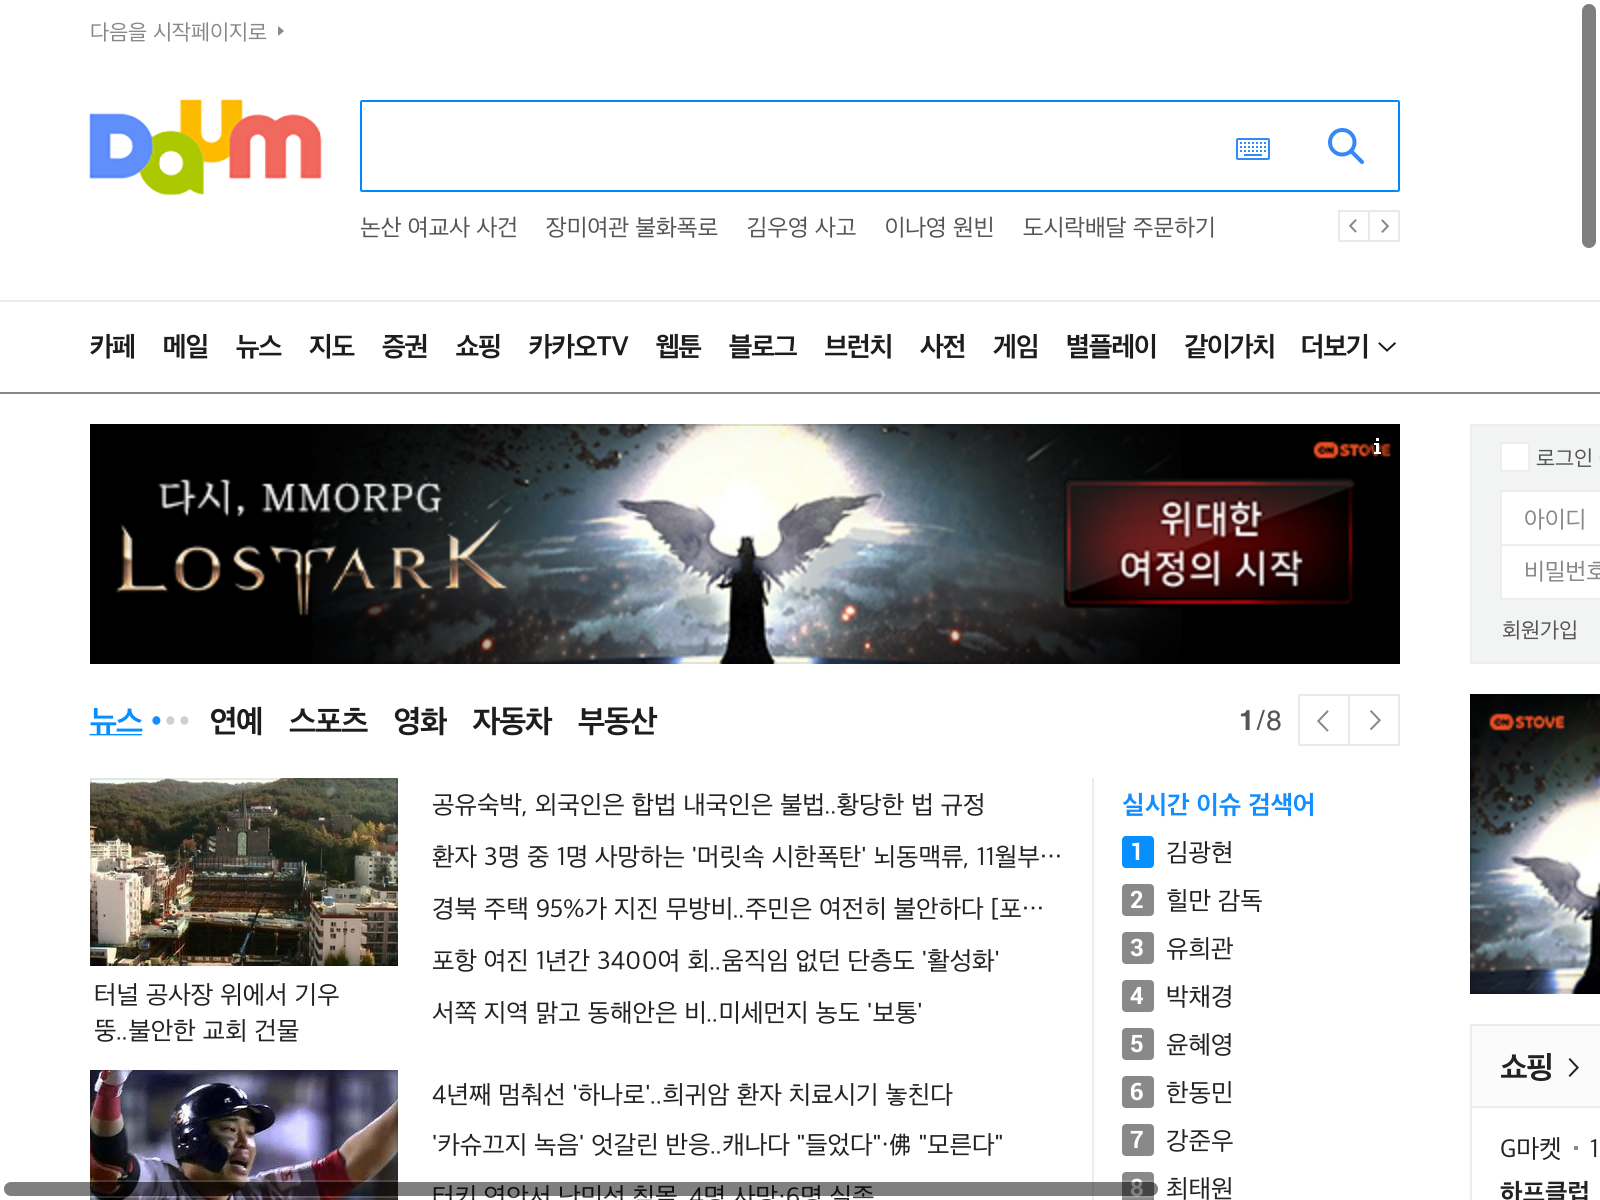 다음을 시작페이지로
Daum
논산 여교사 사건 장미여관 불화폭로 김우영 사고 이나영 원빈 도시락배달 주문하기
카페 메일 뉴스 지도 증권 쇼핑 카카오TV 웹툰 블로그 브런치 사전 게임 별플레이 같이가치 더보기
다시, MMORPG
LOSTARK
위대한
여정의 시작
STOVE
로그인
아이디
비밀번호
회원가입
뉴스 연예 스포츠 영화 자동차 부동산
1/8
STOVE
터널 공사장 위에서 기우
뚱..불안한 교회 건물
공유숙박, 외국인은 합법 내국인은 불법..황당한 법 규정
환자 3명 중 1명 사망하는 '머릿속 시한폭탄' 뇌동맥류, 11월부…
경북 주택 95%가 지진 무방비..주민은 여전히 불안하다 [포…
포항 여진 1년간 3400여 회..움직임 없던 단층도 '활성화'
서쪽 지역 맑고 동해안은 비..미세먼지 농도 '보통'
4년째 멈춰선 '하나로'..희귀암 환자 치료시기 놓친다
'카슈끄지 녹음' 엇갈린 반응..캐나다 "들었다"·佛 "모른다"
터키 연안서 난민선 침몰, 4명 사망·6명 실종
실시간 이슈 검색어
1 김광현
2 힐만 감독
3 유희관
4 박채경
5 윤혜영
6 한동민
7 강준우
8 최태원
쇼핑
G마켓 · 1
하프클럽